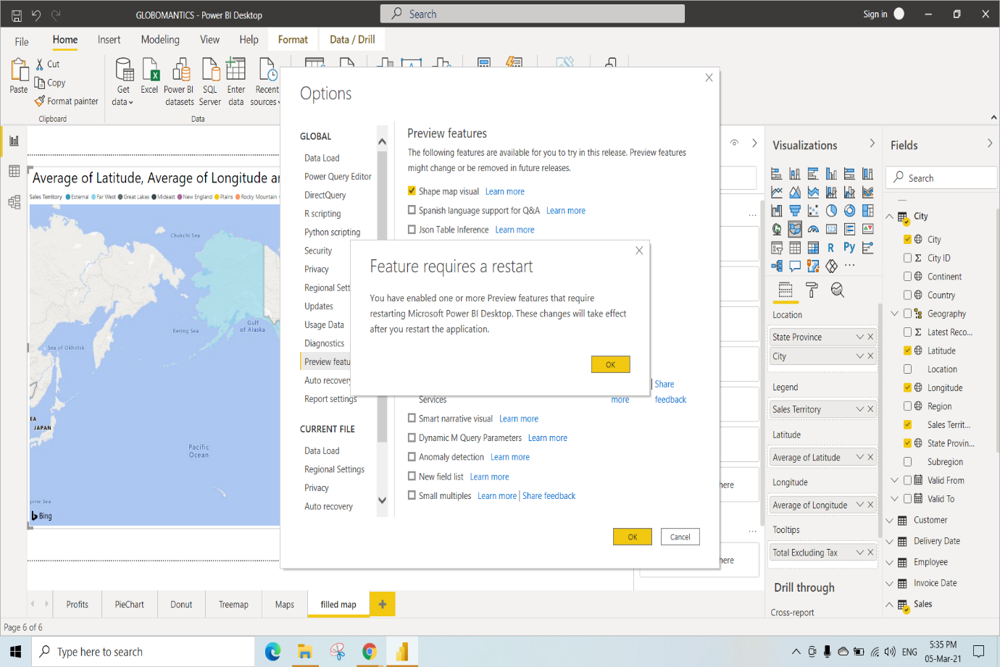 GLOBOMANTICS - Power BI Desktop
Search
Sign in
File
Home
Insert
Modeling
View
Help
Format
Data / Drill
Paste
Cut
Copy
Format painter
Clipboard
Get
data
Excel
Power BI
datasets
SQL
Server
Enter
data
Recent
sources
Data
Options
GLOBAL
Data Load
Power Query Editor
DirectQuery
R scripting
Python scripting
Security
Privacy
Regional Sett
Updates
Usage Data
Diagnostics
Preview featu
Auto recovery
Report settings
CURRENT FILE
Data Load
Regional Settings
Privacy
Auto recovery
Preview features
The following features are available for you to try in this release. Preview features
might change or be removed in future releases.
Shape map visual Learn more
Spanish language support for Q&A Learn more
Json Table Inference Learn more
Feature requires a restart
You have enabled one or more Preview features that require
restarting Microsoft Power BI Desktop. These changes will take effect
after you restart the application.
OK
Share
Services
more
feedback
Smart narrative visual Learn more
Dynamic M Query Parameters Learn more
Anomaly detection Learn more
New field list Learn more
Small multiples Learn more | Share feedback
OK
Cancel
Average of Latitude, Average of Longitude ar
Sales Territory External Far West Great Lakes Mideast New England Plains Rocky Mountain
Chukchi Sea
Bering Sea
Gulf
of Alaska
Sea of Okhotsk
EA
JAPAN
Pacific
Ocean
pine Sea
Bing
here
here
Visualizations
123
R
Py
Location
State Province
City
Legend
Sales Territory
Latitude
Average of Latitude
Longitude
Average of Longitude
Tooltips
Total Excluding Tax
Drill through
Cross-report
Fields
Search
City
City
City ID
Continent
Country
Geography
Latest Reco...
Latitude
Location
Longitude
Region
Sales Territ...
State Provin...
Subregion
Valid From
Valid To
Customer
Delivery Date
Employee
Invoice Date
Sales
Profits
PieChart
Donut
Treemap
Maps
filled map
Page 6 of 6
Type here to search
ENG
5:35 PM
05-Mar-21